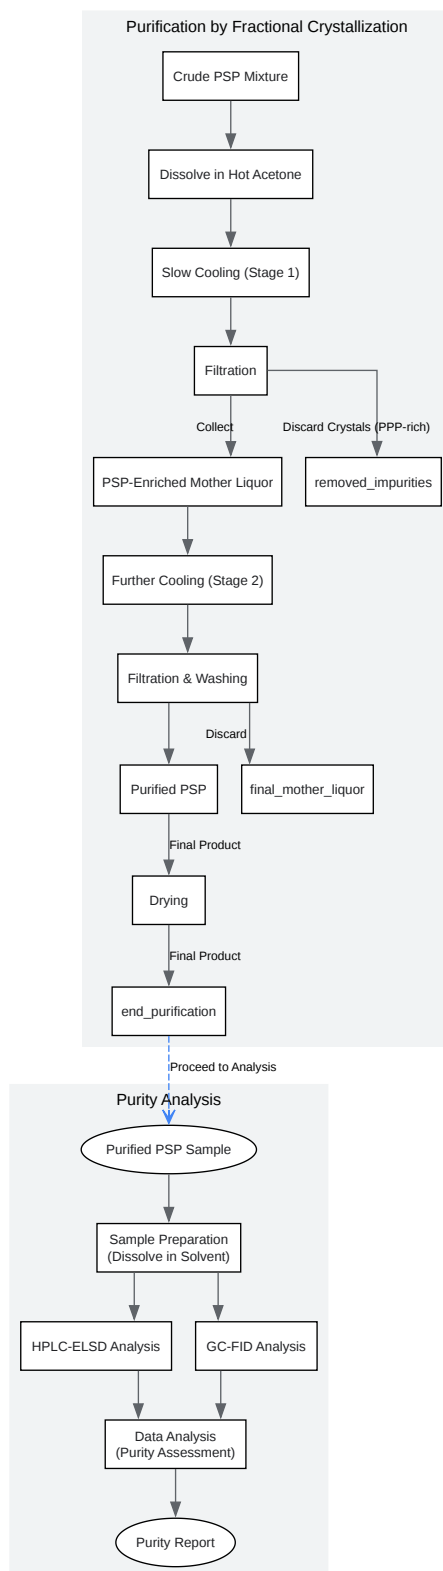 Purification by Fractional Crystallization
Crude PSP Mixture
Dissolve in Hot Acetone
Slow Cooling (Stage 1)
Filtration
Collect
Discard Crystals (PPP-rich)
PSP-Enriched Mother Liquor
removed_impurities
Further Cooling (Stage 2)
Filtration & Washing
Discard
Purified PSP
final_mother_liquor
Final Product
Drying
Final Product
end_purification
Proceed to Analysis
Purity Analysis
Purified PSP Sample
Sample Preparation
(Dissolve in Solvent)
HPLC-ELSD Analysis
GC-FID Analysis
Data Analysis
(Purity Assessment)
Purity Report